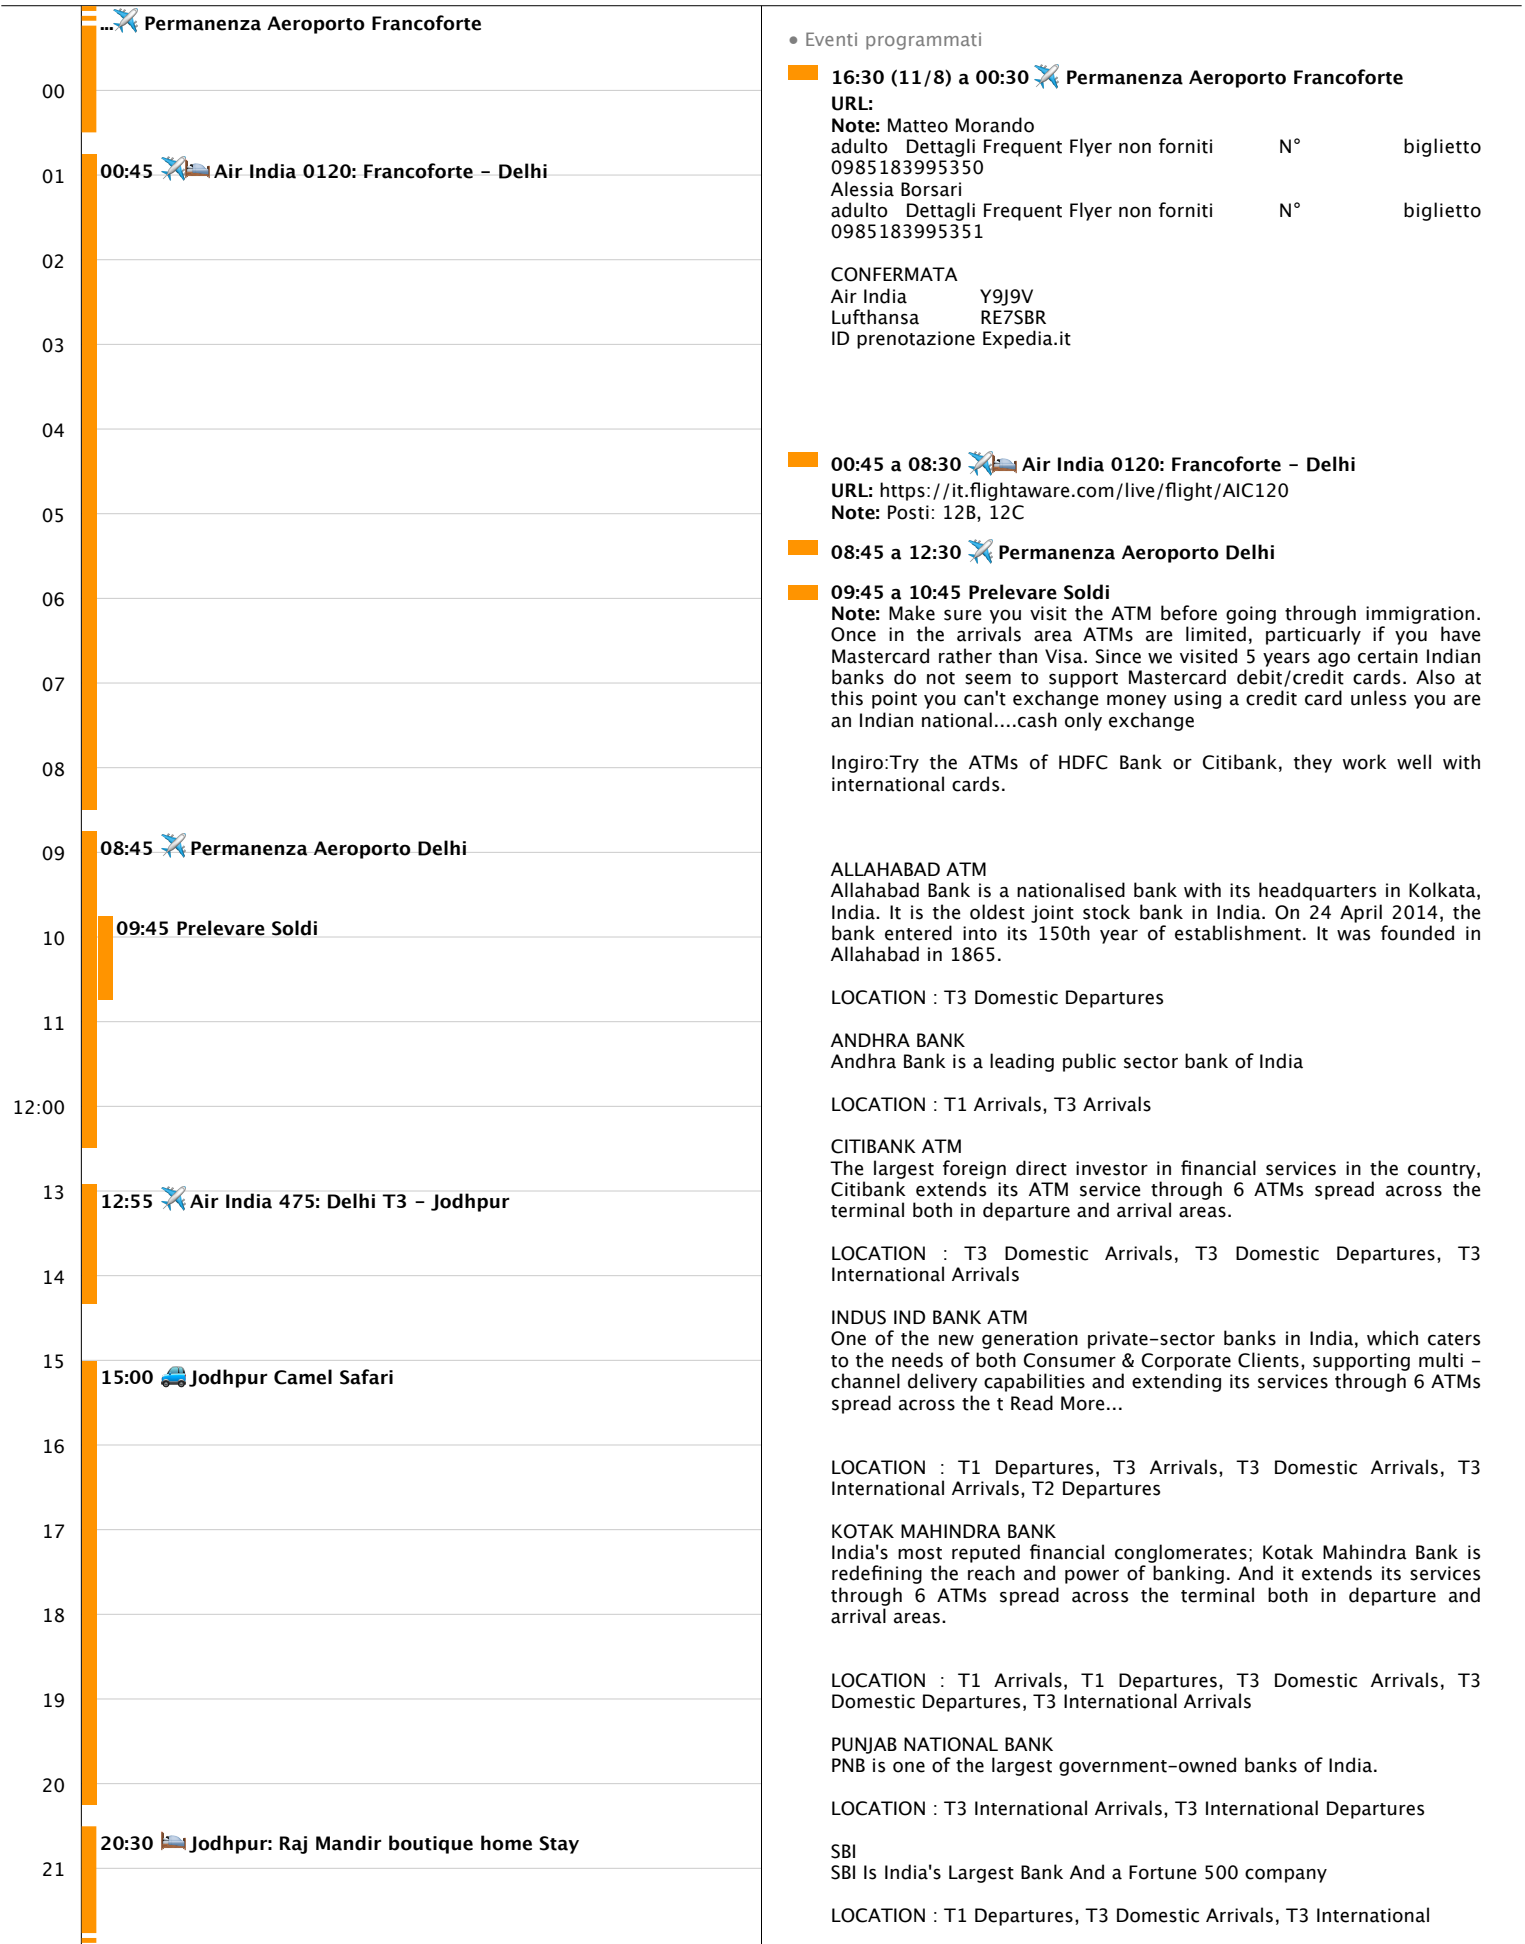 ...✈️ Permanenza Aeroporto Francoforte
00
00:45 ✈️🛏️ Air India 0120: Francoforte – Delhi
01
02
03
04
05
06
07
08
08:45 ✈️ Permanenza Aeroporto Delhi
09
09:45 Prelevare Soldi
10
11
12:00
12:55 ✈️ Air India 475: Delhi T3 – Jodhpur
13
14
15
15:00 🚙 Jodhpur Camel Safari
16
17
18
19
20
20:30 🛏️ Jodhpur: Raj Mandir boutique home Stay
21
• Eventi programmati
16:30 (11/8) a 00:30 ✈️ Permanenza Aeroporto Francoforte
URL:
Note: Matteo Morando
adulto Dettagli Frequent Flyer non forniti N° biglietto
0985183995350
Alessia Borsari
adulto Dettagli Frequent Flyer non forniti N° biglietto
0985183995351
CONFERMATA
Air India Y9J9V
Lufthansa RE7SBR
ID prenotazione Expedia.it
00:45 a 08:30 ✈️🛏️ Air India 0120: Francoforte – Delhi
URL: https://it.flightaware.com/live/flight/AIC120
Note: Posti: 12B, 12C
08:45 a 12:30 ✈️ Permanenza Aeroporto Delhi
09:45 a 10:45 Prelevare Soldi
Note: Make sure you visit the ATM before going through immigration.
Once in the arrivals area ATMs are limited, particuarly if you have
Mastercard rather than Visa. Since we visited 5 years ago certain Indian
banks do not seem to support Mastercard debit/credit cards. Also at
this point you can't exchange money using a credit card unless you are
an Indian national....cash only exchange
Ingiro:Try the ATMs of HDFC Bank or Citibank, they work well with
international cards.
ALLAHABAD ATM
Allahabad Bank is a nationalised bank with its headquarters in Kolkata,
India. It is the oldest joint stock bank in India. On 24 April 2014, the
bank entered into its 150th year of establishment. It was founded in
Allahabad in 1865.
LOCATION : T3 Domestic Departures
ANDHRA BANK
Andhra Bank is a leading public sector bank of India
LOCATION : T1 Arrivals, T3 Arrivals
CITIBANK ATM
The largest foreign direct investor in financial services in the country,
Citibank extends its ATM service through 6 ATMs spread across the
terminal both in departure and arrival areas.
LOCATION : T3 Domestic Arrivals, T3 Domestic Departures, T3
International Arrivals
INDUS IND BANK ATM
One of the new generation private-sector banks in India, which caters
to the needs of both Consumer & Corporate Clients, supporting multi –
channel delivery capabilities and extending its services through 6 ATMs
spread across the t Read More...
LOCATION : T1 Departures, T3 Arrivals, T3 Domestic Arrivals, T3
International Arrivals, T2 Departures
KOTAK MAHINDRA BANK
India's most reputed financial conglomerates; Kotak Mahindra Bank is
redefining the reach and power of banking. And it extends its services
through 6 ATMs spread across the terminal both in departure and
arrival areas.
LOCATION : T1 Arrivals, T1 Departures, T3 Domestic Arrivals, T3
Domestic Departures, T3 International Arrivals
PUNJAB NATIONAL BANK
PNB is one of the largest government-owned banks of India.
LOCATION : T3 International Arrivals, T3 International Departures
SBI
SBI Is India's Largest Bank And a Fortune 500 company
LOCATION : T1 Departures, T3 Domestic Arrivals, T3 International